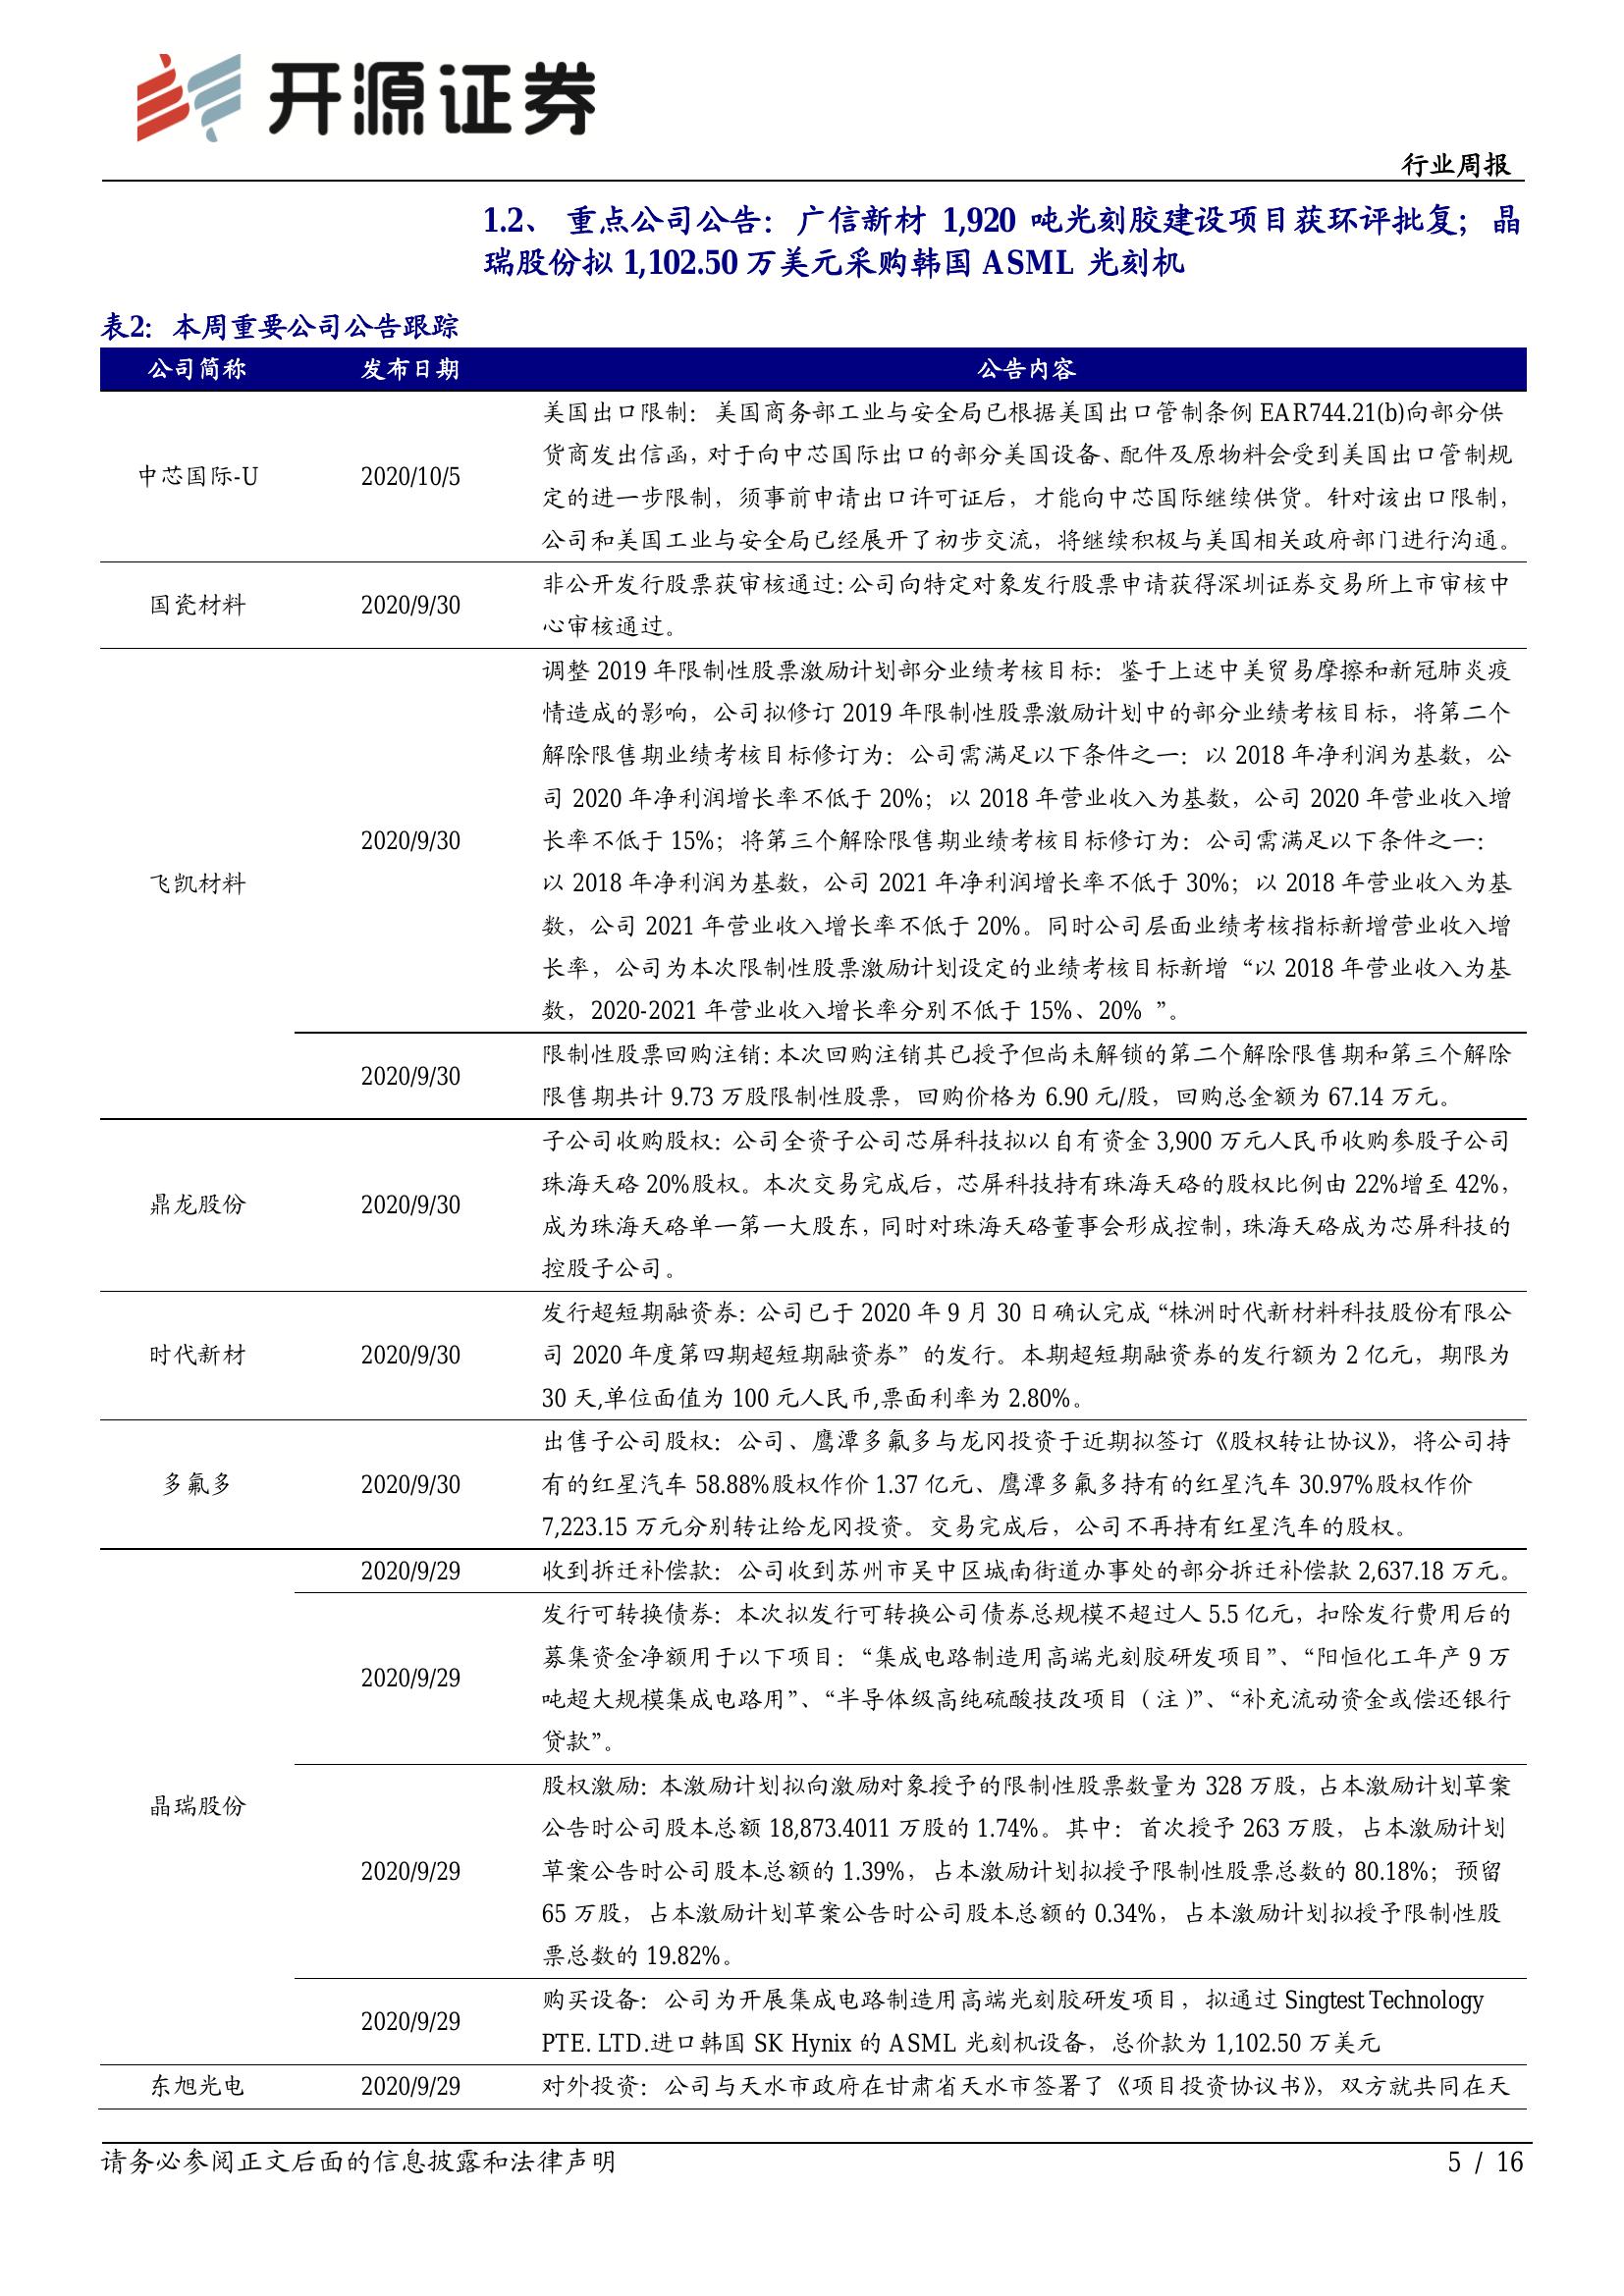 开源证券
行业周报
1.2、 重点公司公告：广信新材 1,920 吨光刻胶建设项目获环评批复；晶
瑞股份拟 1,102.50 万美元采购韩国 ASML 光刻机
表2：本周重要公司公告跟踪
公司简称 发布日期 公告内容
美国出口限制：美国商务部工业与安全局已根据美国出口管制条例 EAR744.21(b)向部分供
货商发出信函，对于向中芯国际出口的部分美国设备、配件及原物料会受到美国出口管制规
中芯国际-U 2020/10/5
定的进一步限制，须事前申请出口许可证后，才能向中芯国际继续供货。针对该出口限制，
公司和美国工业与安全局已经展开了初步交流，将继续积极与美国相关政府部门进行沟通。
国瓷材料 2020/9/30
非公开发行股票获审核通过：公司向特定对象发行股票申请获得深圳证券交易所上市审核中
心审核通过。
飞凯材料
2020/9/30
调整 2019 年限制性股票激励计划部分业绩考核目标：鉴于上述中美贸易摩擦和新冠肺炎疫
情造成的影响，公司拟修订 2019 年限制性股票激励计划中的部分业绩考核目标，将第二个
解除限售期业绩考核目标修订为：公司需满足以下条件之一：以 2018 年净利润为基数，公
司 2020 年净利润增长率不低于 20%；以 2018 年营业收入为基数，公司 2020 年营业收入增
长率不低于 15%；将第三个解除限售期业绩考核目标修订为：公司需满足以下条件之一：
以 2018 年净利润为基数，公司 2021 年净利润增长率不低于 30%；以 2018 年营业收入为基
数，公司 2021 年营业收入增长率不低于 20%。同时公司层面业绩考核指标新增营业收入增
长率，公司为本次限制性股票激励计划设定的业绩考核目标新增“以 2018 年营业收入为基
数，2020-2021 年营业收入增长率分别不低于 15%、20% ”。
2020/9/30
限制性股票回购注销：本次回购注销其已授予但尚未解锁的第二个解除限售期和第三个解除
限售期共计 9.73 万股限制性股票，回购价格为 6.90 元/股，回购总金额为 67.14 万元。
鼎龙股份 2020/9/30
子公司收购股权：公司全资子公司芯屏科技拟以自有资金 3,900 万元人民币收购参股子公司
珠海天硌 20%股权。本次交易完成后，芯屏科技持有珠海天硌的股权比例由 22%增至 42%，
成为珠海天硌单一第一大股东，同时对珠海天硌董事会形成控制，珠海天硌成为芯屏科技的
控股子公司。
时代新材 2020/9/30
发行超短期融资券：公司已于 2020 年 9 月 30 日确认完成“株洲时代新材料科技股份有限公
司 2020 年度第四期超短期融资券”的发行。本期超短期融资券的发行额为 2 亿元，期限为
30 天,单位面值为 100 元人民币,票面利率为 2.80%。
多氟多 2020/9/30
出售子公司股权：公司、鹰潭多氟多与龙冈投资于近期拟签订《股权转让协议》，将公司持
有的红星汽车 58.88%股权作价 1.37 亿元、鹰潭多氟多持有的红星汽车 30.97%股权作价
7,223.15 万元分别转让给龙冈投资。交易完成后，公司不再持有红星汽车的股权。
晶瑞股份
2020/9/29 收到拆迁补偿款：公司收到苏州市吴中区城南街道办事处的部分拆迁补偿款 2,637.18 万元。
2020/9/29
发行可转换债券：本次拟发行可转换公司债券总规模不超过人 5.5 亿元，扣除发行费用后的
募集资金净额用于以下项目：“集成电路制造用高端光刻胶研发项目”、“阳恒化工年产 9 万
吨超大规模集成电路用”、“半导体级高纯硫酸技改项目（注）”、“补充流动资金或偿还银行
贷款”。
2020/9/29
股权激励：本激励计划拟向激励对象授予的限制性股票数量为 328 万股，占本激励计划草案
公告时公司股本总额 18,873.4011 万股的 1.74%。其中：首次授予 263 万股，占本激励计划
草案公告时公司股本总额的 1.39%，占本激励计划拟授予限制性股票总数的 80.18%；预留
65 万股，占本激励计划草案公告时公司股本总额的 0.34%，占本激励计划拟授予限制性股
票总数的 19.82%。
2020/9/29
购买设备：公司为开展集成电路制造用高端光刻胶研发项目，拟通过 Singtest Technology
PTE. LTD.进口韩国 SK Hynix 的 ASML 光刻机设备，总价款为 1,102.50 万美元
东旭光电 2020/9/29 对外投资：公司与天水市政府在甘肃省天水市签署了《项目投资协议书》，双方就共同在天
请务必参阅正文后面的信息披露和法律声明 5 / 16